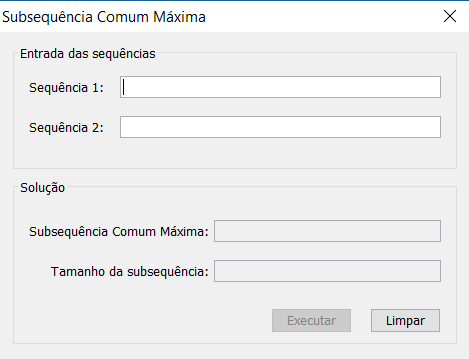 Subsequência Comum Máxima
Entrada das sequências
Sequência 1:
Sequência 2:
Solução
Subsequência Comum Máxima:
Tamanho da subsequência:
Executar Limpar